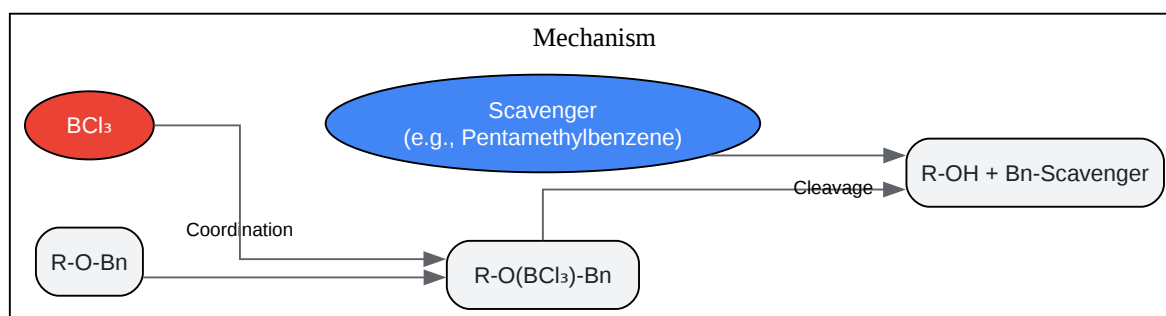 Mechanism
BCl₃
Scavenger
(e.g., Pentamethylbenzene)
R-OH + Bn-Scavenger
Cleavage
Coordination
R-O-Bn
R-O(BCl₃)-Bn